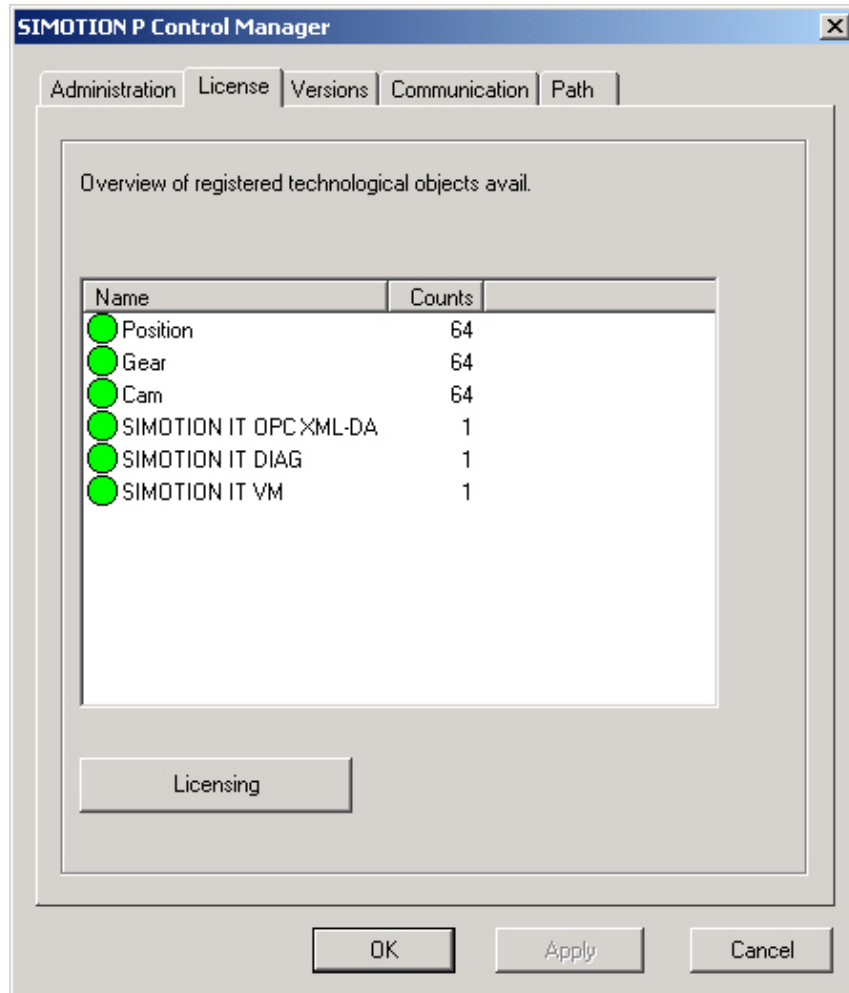 SIMOTION P Control Manager
Administration License Versions Communication Path
Overview of registered technological objects avail.
Name Counts
Position 64
Gear 64
Cam 64
SIMOTION IT OPC XML-DA 1
SIMOTION IT DIAG 1
SIMOTION IT VM 1
Licensing
OK Apply Cancel